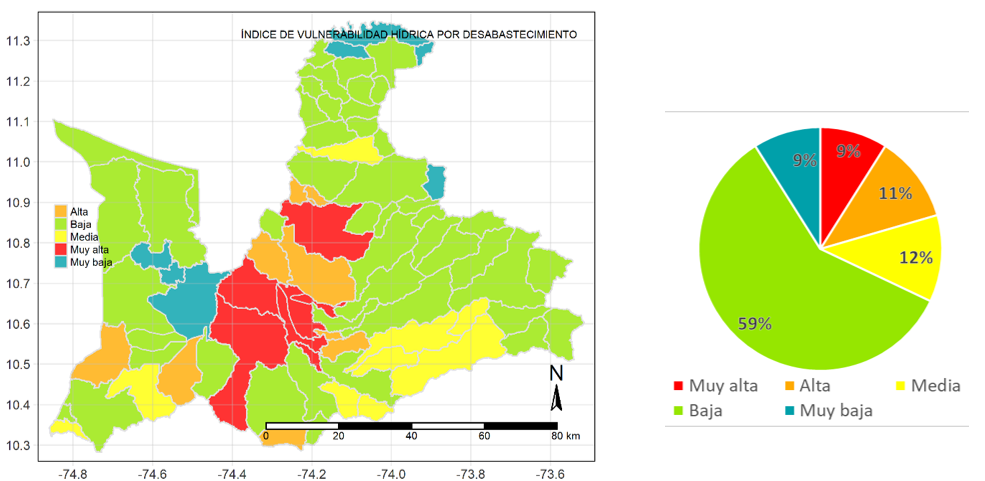 ÍNDICE DE VULNERABILIDAD HÍDRICA POR DESABASTECIMIENTO
11.3
11.2
11.1
11.0
10.9
10.8
10.7
10.6
10.5
10.4
10.3
Alta
Baja
Media
Muy alta
Muy baja
N
0 20 40 60 80 km
-74.8 -74.6 -74.4 -74.2 -74.0 -73.8 -73.6
9% 9%
11%
12%
59%
Muy alta Alta Media
Baja Muy baja